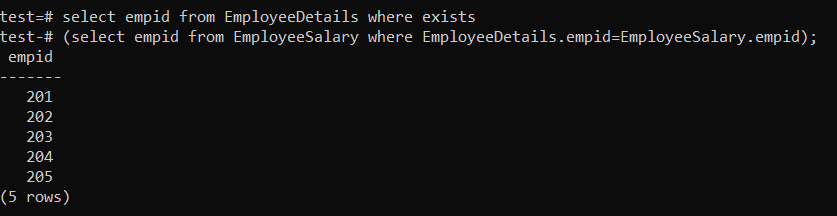 test=# select empid from EmployeeDetails where exists
test-# (select empid from EmployeeSalary where EmployeeDetails.empid=EmployeeSalary.empid);
 empid
-------
   201
   202
   203
   204
   205
(5 rows)